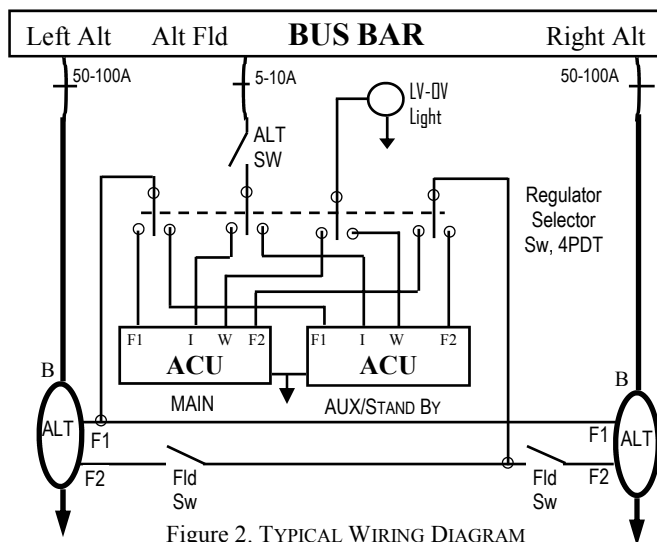 Left Alt Alt Fld BUS BAR Right Alt
50-100A 5-10A 50-100A
LV-OV
Light
ALT
SW
Regulator
Selector
Sw, 4PDT
F1 I W F2 F1 I W F2
ACU ACU
MAIN AUX/STAND BY
B B
ALT F1 F1 ALT
F2 Fld Sw Fld Sw F2
Figure 2. TYPICAL WIRING DIAGRAM